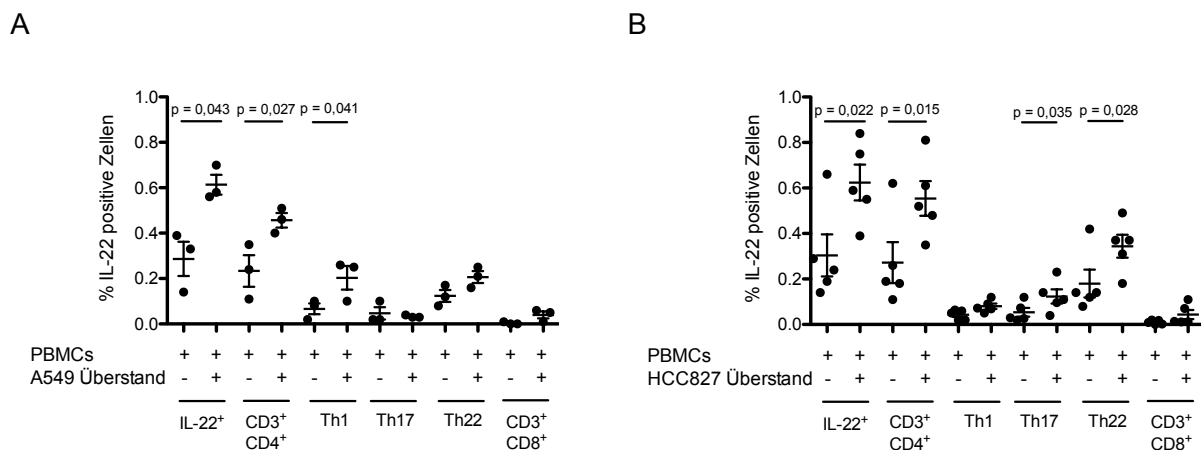 A
B
% IL-22 positive Zellen
1.0
0.8
0.6
0.4
0.2
0.0
p = 0,043
p = 0,027
p = 0,041
PBMCs + + + + + + + + + + + +
A549 Überstand - + - + - + - + - + - +
IL-22+ CD3+ Th1 Th17 Th22 CD3+
CD4+ CD8+
% IL-22 positive Zellen
1.0
0.8
0.6
0.4
0.2
0.0
p = 0,022
p = 0,015
p = 0,035
p = 0,028
PBMCs + + + + + + + + + + + +
HCC827 Überstand - + - + - + - + - + - +
IL-22+ CD3+ Th1 Th17 Th22 CD3+
CD4+ CD8+